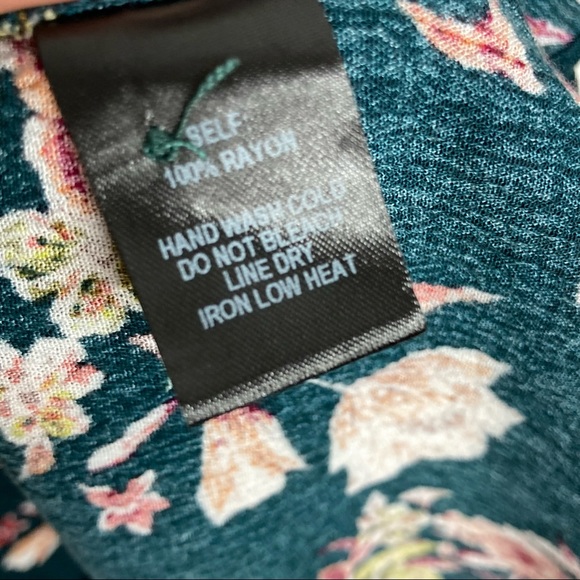 SELF
100% RAYON
HAND WASH COLD
DO NOT BLEACH
LINE DRY
IRON LOW HEAT